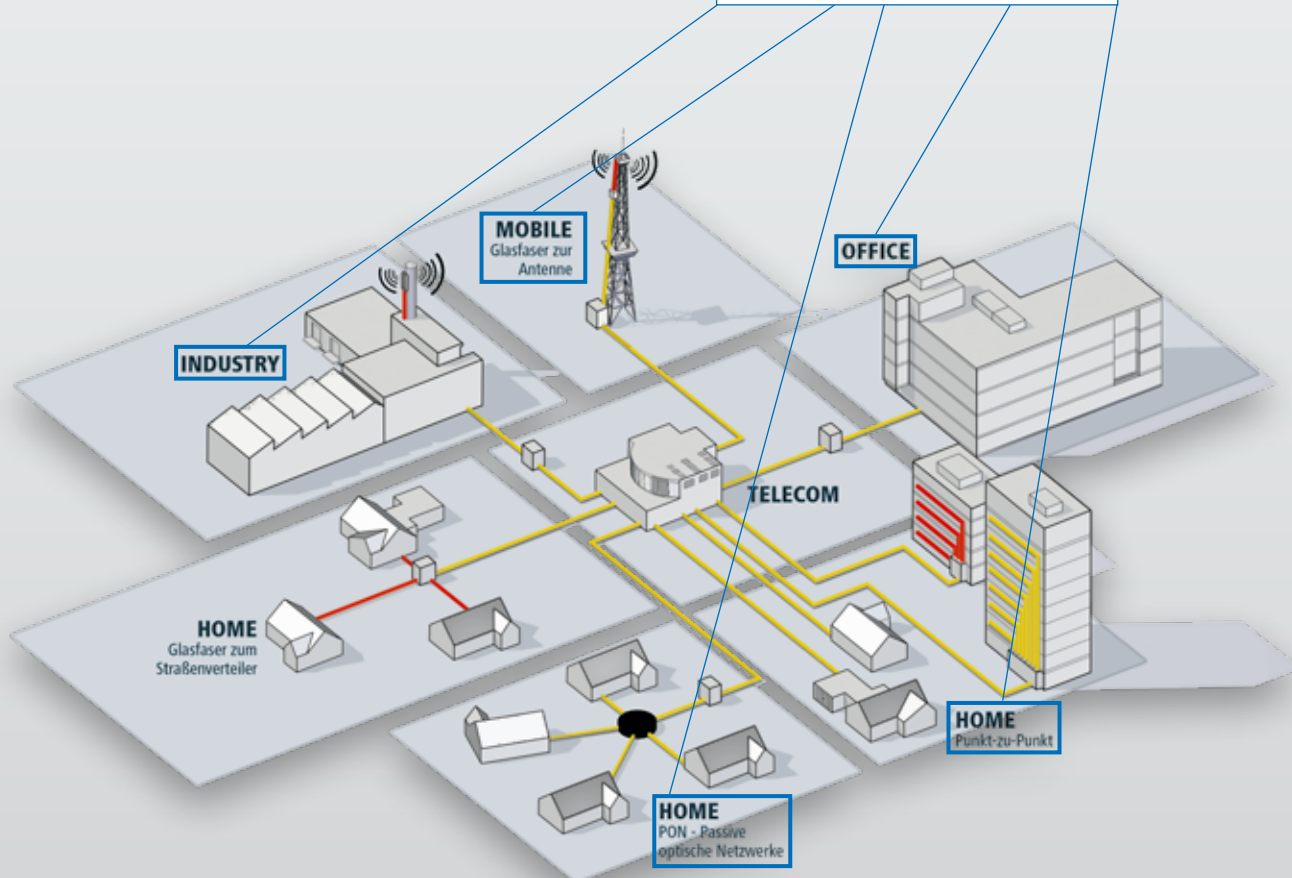 MOBILE
Glasfaser zur
Antenne
OFFICE
INDUSTRY
TELECOM
HOME
Glasfaser zum
Straßenverteiler
HOME
Punkt-zu-Punkt
HOME
PON - Passive
optische Netzwerke